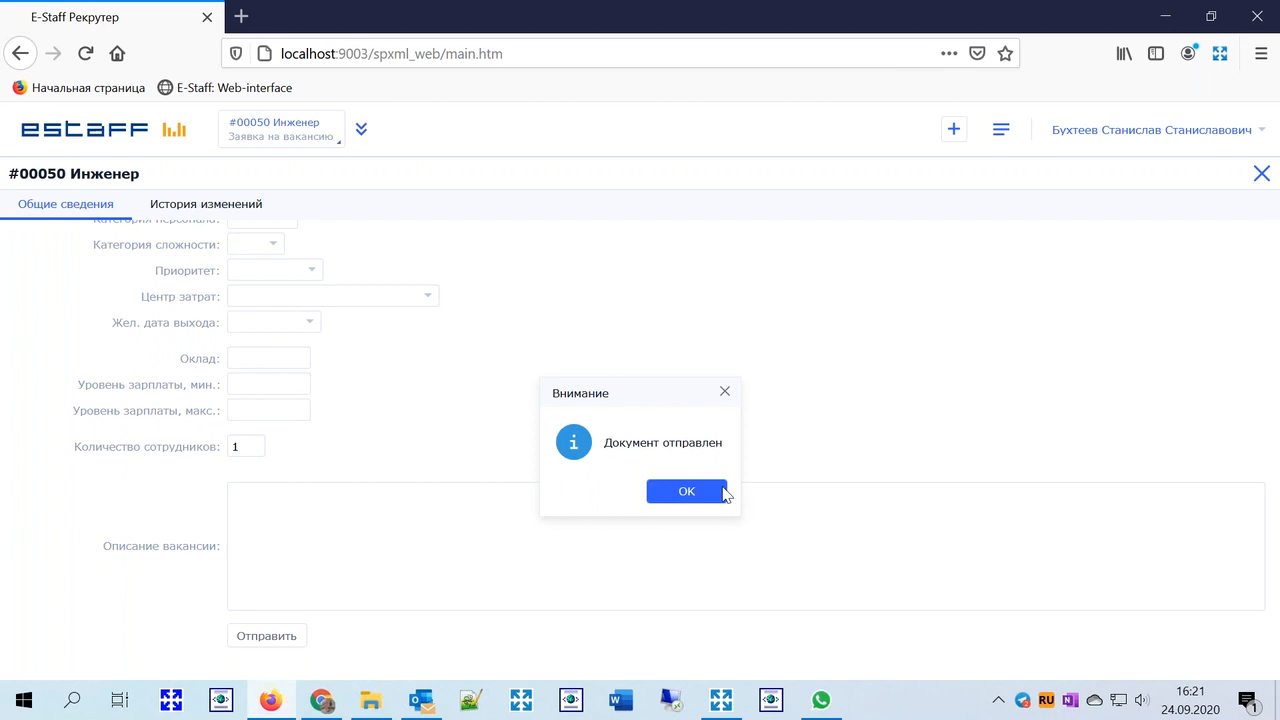 E-Staff Рекрутер
localhost:9003/spxml_web/main.htm
Начальная страница
E-Staff: Web-interface
estaff
#00050 Инженер
Заявка на вакансию
Бухтеев Станислав Станиславович
#00050 Инженер
Общие сведения
История изменений
Категория персонала:
Категория сложности:
Приоритет:
Центр затрат:
Жел. дата выхода:
Оклад:
Уровень зарплаты, мин.:
Уровень зарплаты, макс.:
Количество сотрудников: 1
Внимание
Документ отправлен
OK
Описание вакансии:
Отправить
RU
16:21
24.09.2020
1